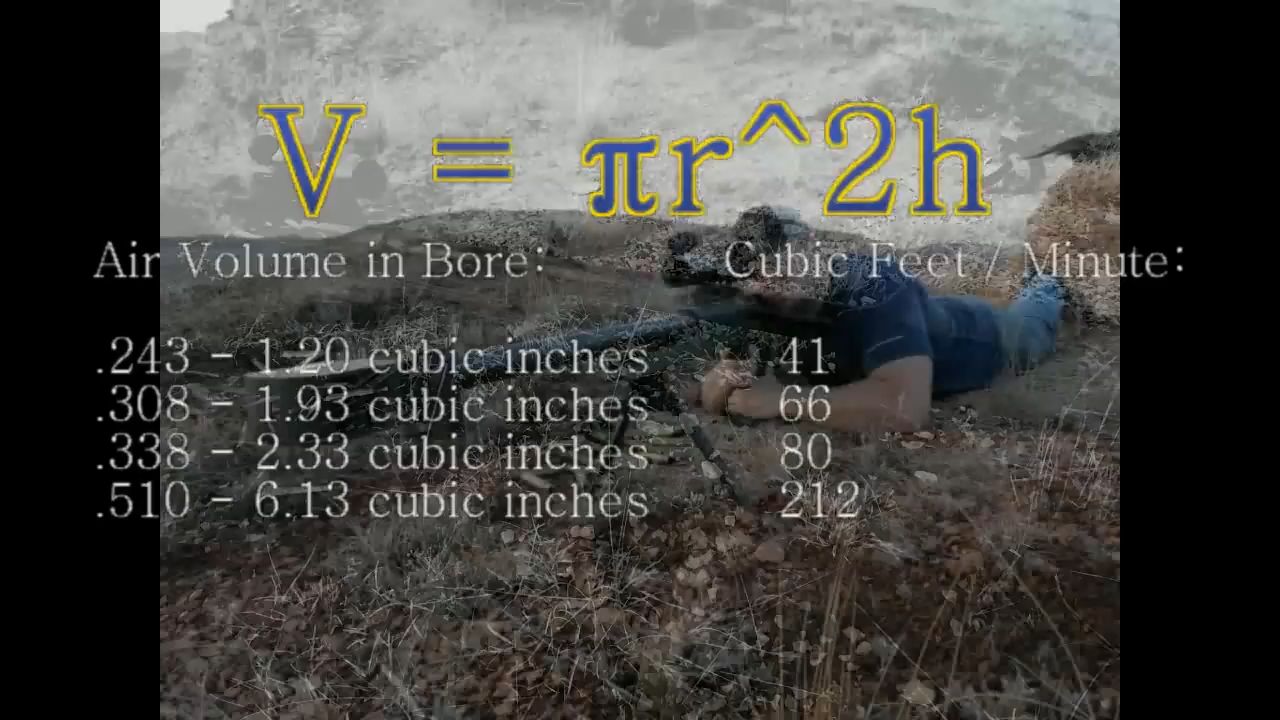 V = πr^2h
Air Volume in Bore: Cubic Feet / Minute:
.243 - 1.20 cubic inches 41
.308 - 1.93 cubic inches 66
.338 - 2.33 cubic inches 80
.510 - 6.13 cubic inches 212